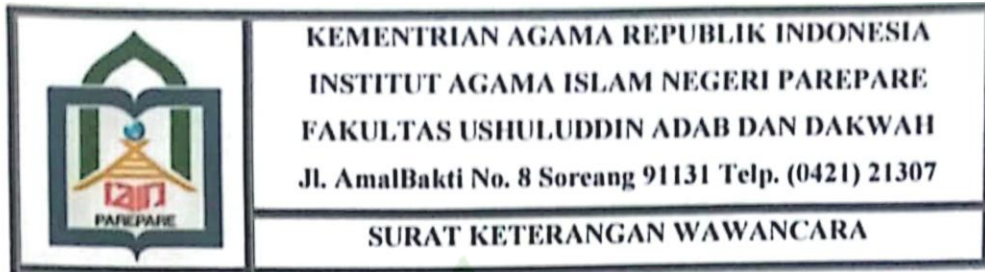 KEMENTRIAN AGAMA REPUBLIK INDONESIA
INSTITUT AGAMA ISLAM NEGERI PAREPARE
FAKULTAS USHULUDDIN ADAB DAN DAKWAH
Jl. AmalBakti No. 8 Soreang 91131 Telp. (0421) 21307
SURAT KETERANGAN WAWANCARA
IAIN
PAREPARE